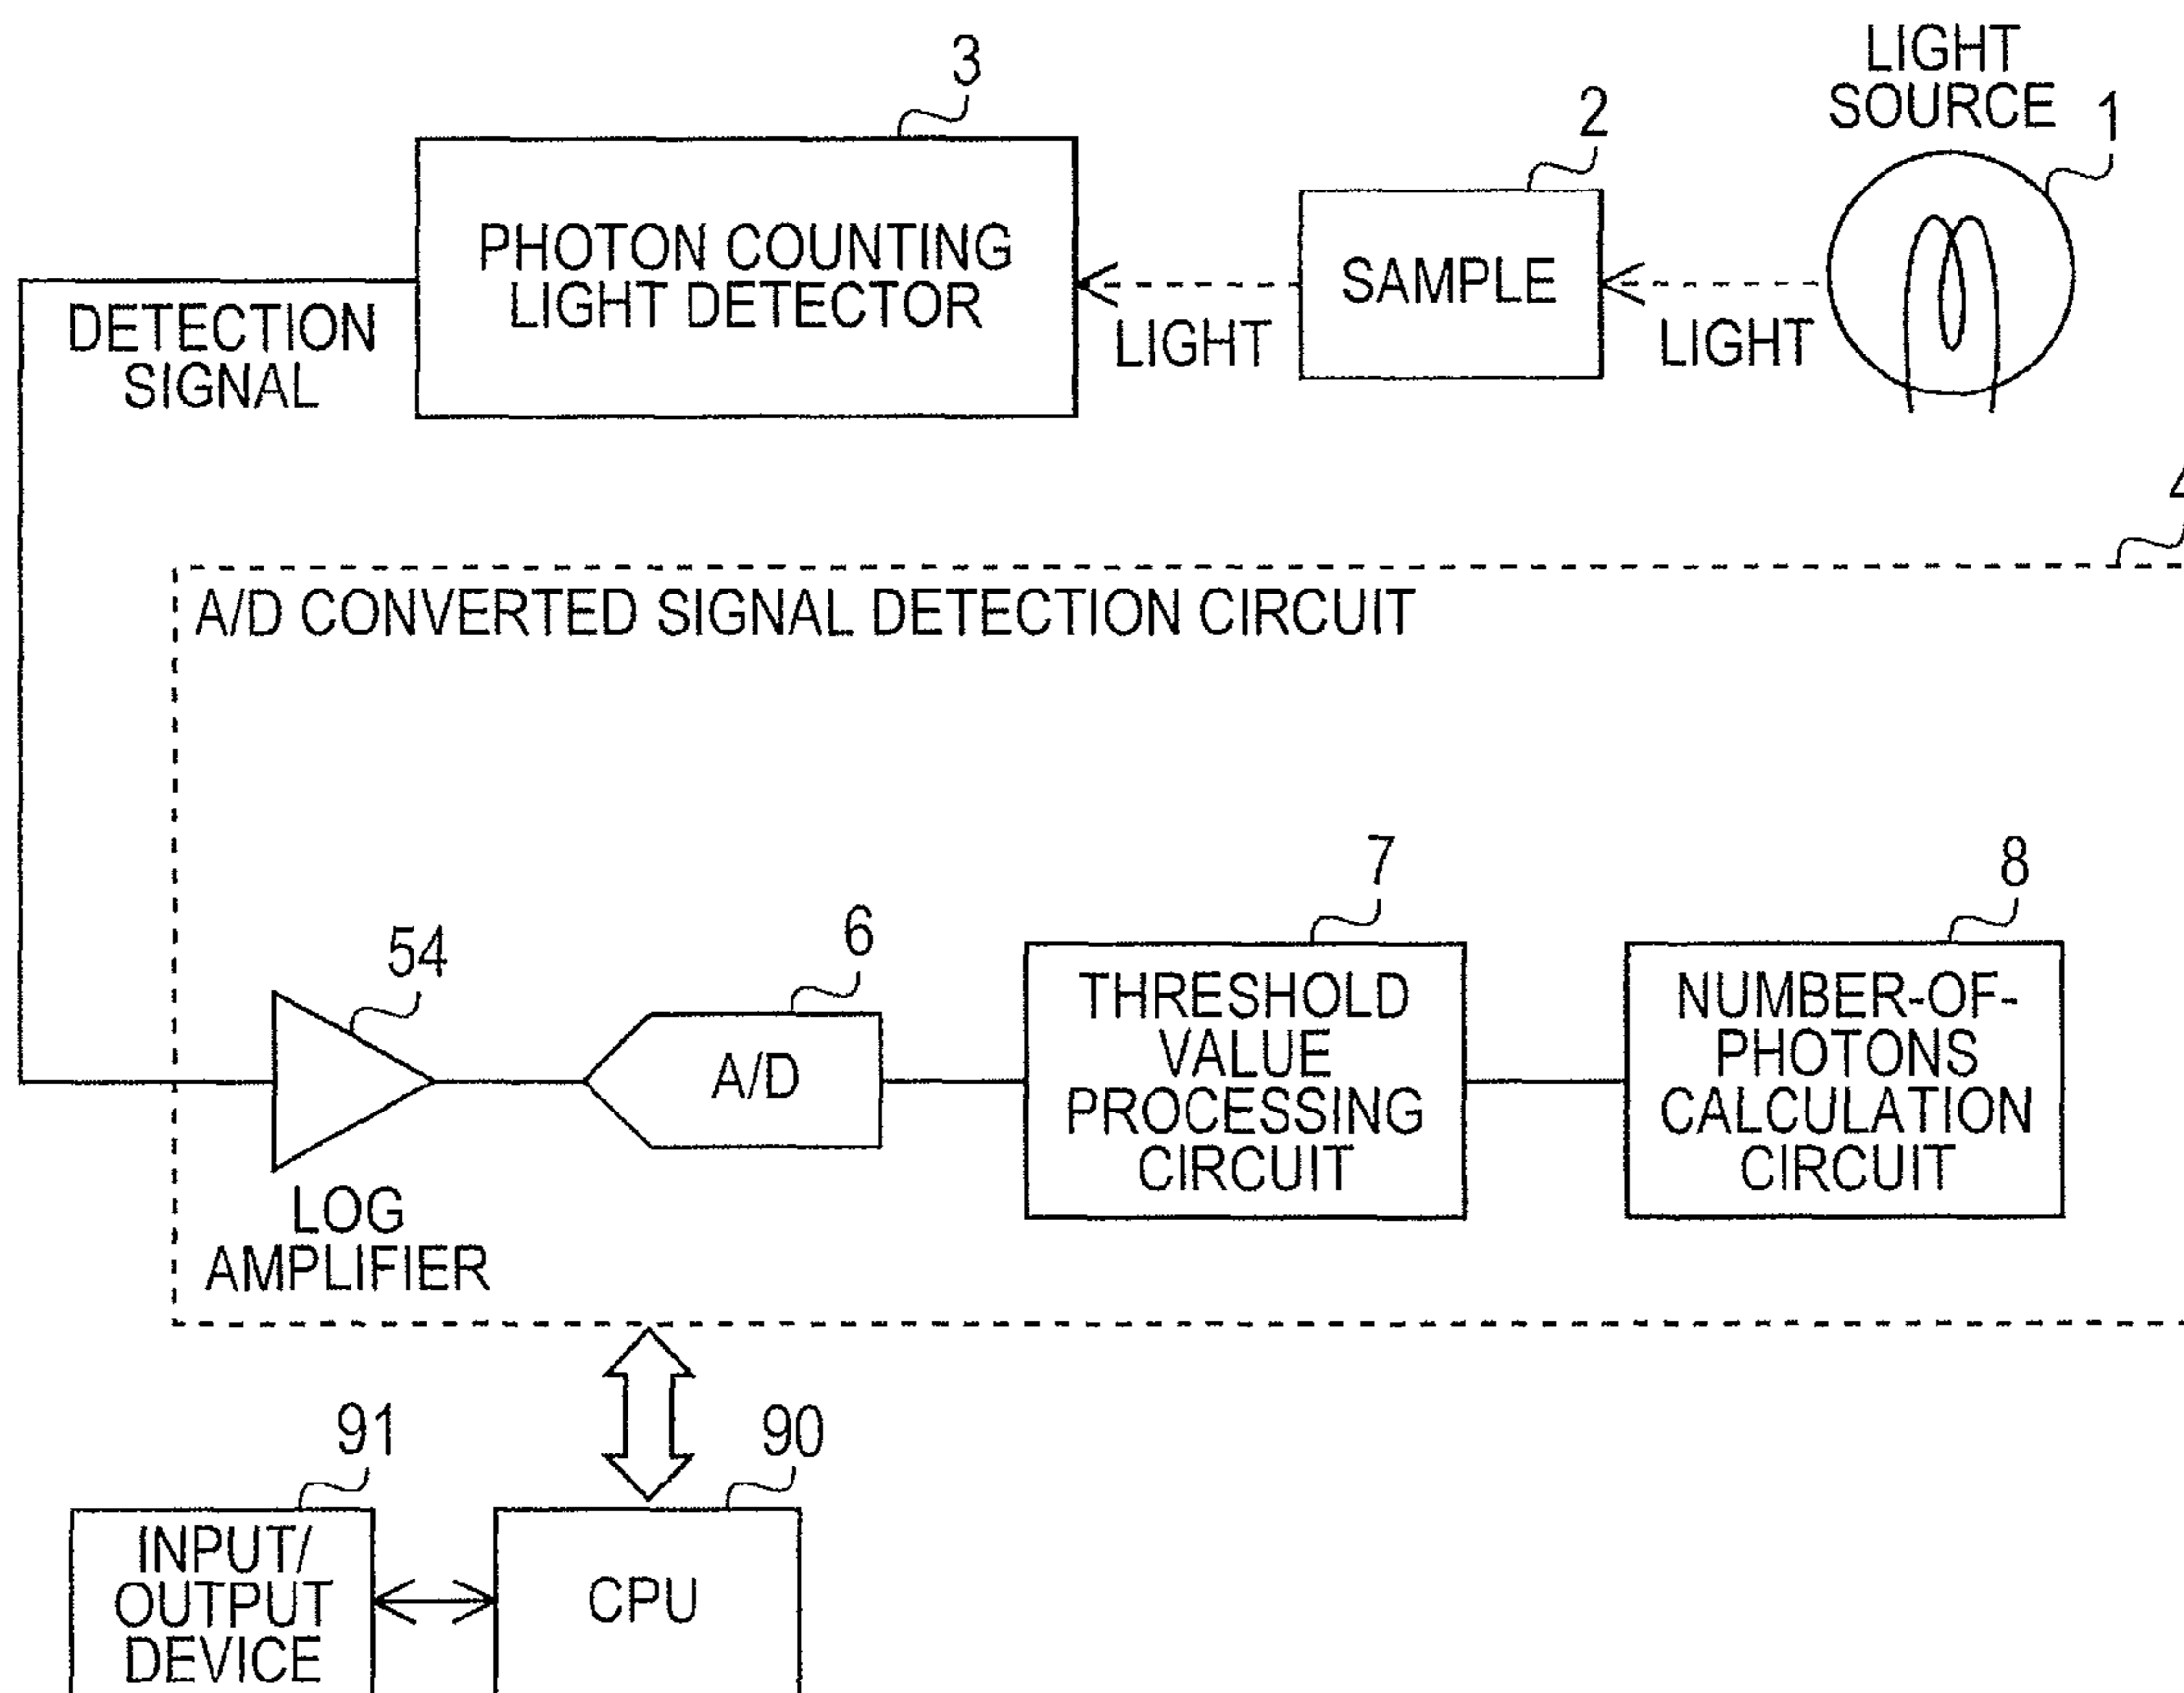 3
2
LIGHT
SOURCE
1
PHOTON COUNTING
LIGHT DETECTOR
SAMPLE
LIGHT
LIGHT
DETECTION
SIGNAL
4
A/D CONVERTED SIGNAL DETECTION CIRCUIT
54
6
7
8
A/D
THRESHOLD
VALUE
PROCESSING
CIRCUIT
NUMBER-OF-
PHOTONS
CALCULATION
CIRCUIT
LOG
AMPLIFIER
91
90
INPUT/
OUTPUT
DEVICE
CPU